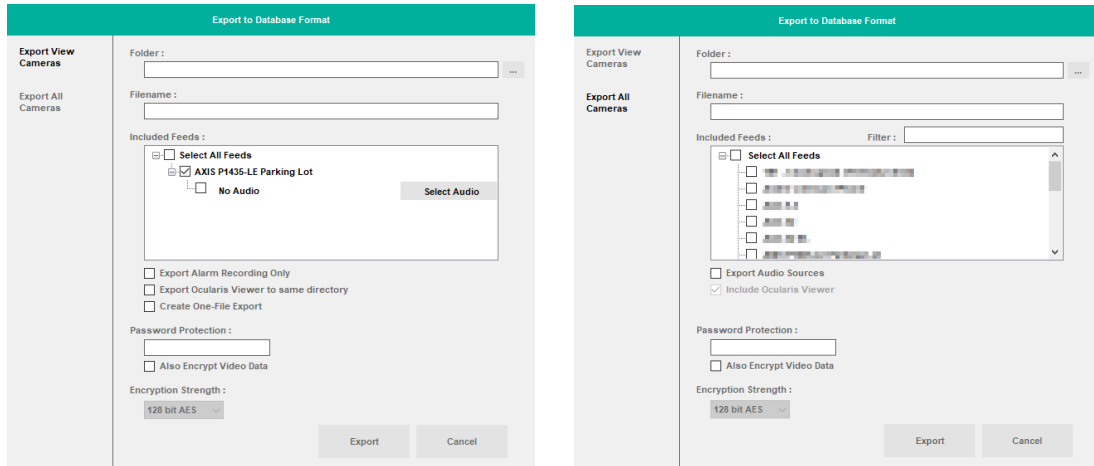 Export to Database Format
Export View
Cameras
Export All
Cameras
Folder :
...
Filename :
Included Feeds :
Select All Feeds
AXIS P1435-LE Parking Lot
No Audio
Select Audio
Export Alarm Recording Only
Export Ocularis Viewer to same directory
Create One-File Export
Password Protection :
Also Encrypt Video Data
Encryption Strength :
128 bit AES
Export
Cancel
Export to Database Format
Export View
Cameras
Export All
Cameras
Folder :
...
Filename :
Included Feeds :
Filter :
Select All Feeds
Export Audio Sources
Include Ocularis Viewer
Password Protection :
Also Encrypt Video Data
Encryption Strength :
128 bit AES
Export
Cancel